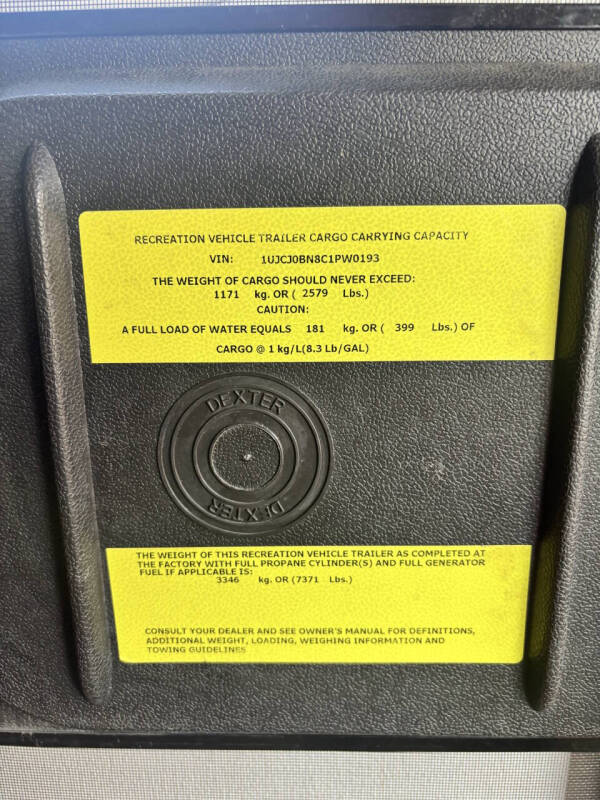 RECREATION VEHICLE TRAILER CARGO CARRYING CAPACITY
VIN: 1UJCJ0BN8C1PW0193
THE WEIGHT OF CARGO SHOULD NEVER EXCEED:
1171 kg. OR ( 2579 Lbs.)
CAUTION:
A FULL LOAD OF WATER EQUALS 181 kg. OR ( 399 Lbs.) OF
CARGO @ 1 kg/L(8.3 Lb/GAL)
DEXTER
DEXTER
THE WEIGHT OF THIS RECREATION VEHICLE TRAILER AS COMPLETED AT
THE FACTORY WITH FULL PROPANE CYLINDER(S) AND FULL GENERATOR
FUEL IF APPLICABLE IS:
3346 kg. OR (7371 Lbs.)
CONSULT YOUR DEALER AND SEE OWNER'S MANUAL FOR DEFINITIONS,
ADDITIONAL WEIGHT, LOADING, WEIGHING INFORMATION AND
TOWING GUIDELINES